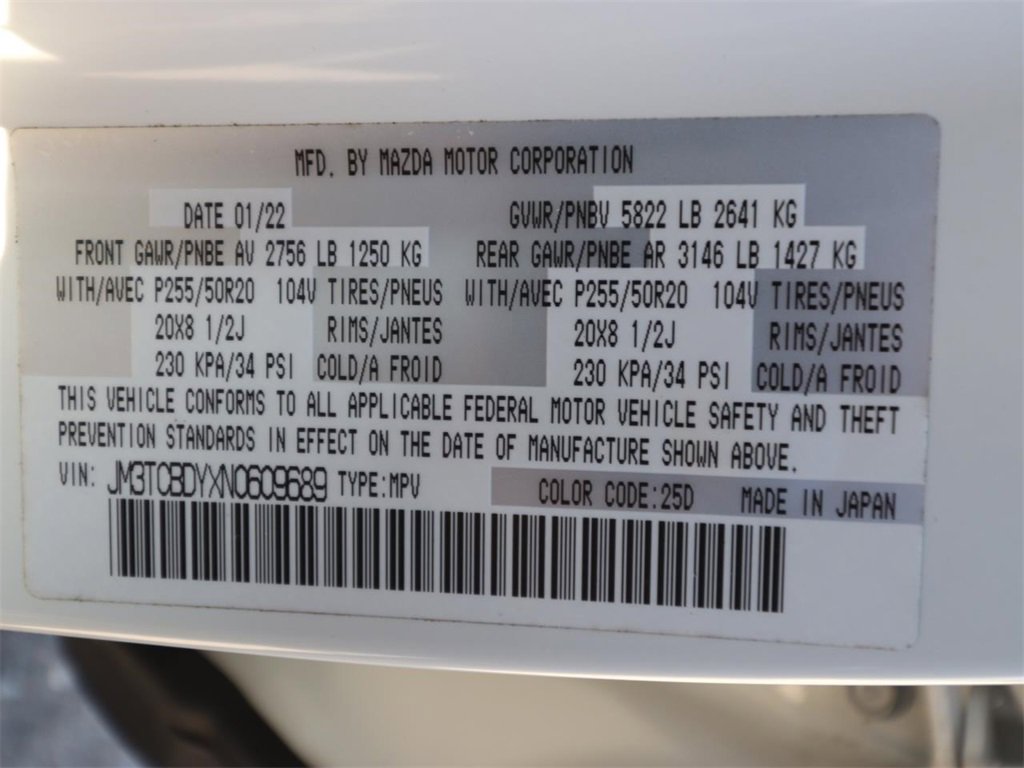 MFD. BY MAZDA MOTOR CORPORATION
DATE 01/22 GVWR/PNBV 5822 LB 2641 KG
FRONT GAWR/PNBE AV 2756 LB 1250 KG REAR GAWR/PNBE AR 3146 LB 1427 KG
WITH/AVEC P255/50R20 104V TIRES/PNEUS WITH/AVEC P255/50R20 104V TIRES/PNEUS
20X8 1/2J RIMS/JANTES 20X8 1/2J RIMS/JANTES
230 KPA/34 PSI COLD/A FROID 230 KPA/34 PSI COLD/A FROID
THIS VEHICLE CONFORMS TO ALL APPLICABLE FEDERAL MOTOR VEHICLE SAFETY AND THEFT
PREVENTION STANDARDS IN EFFECT ON THE DATE OF MANUFACTURE SHOWN ABOVE.
VIN: JM3TCBDYXN0609689 TYPE:MPV COLOR CODE:25D MADE IN JAPAN